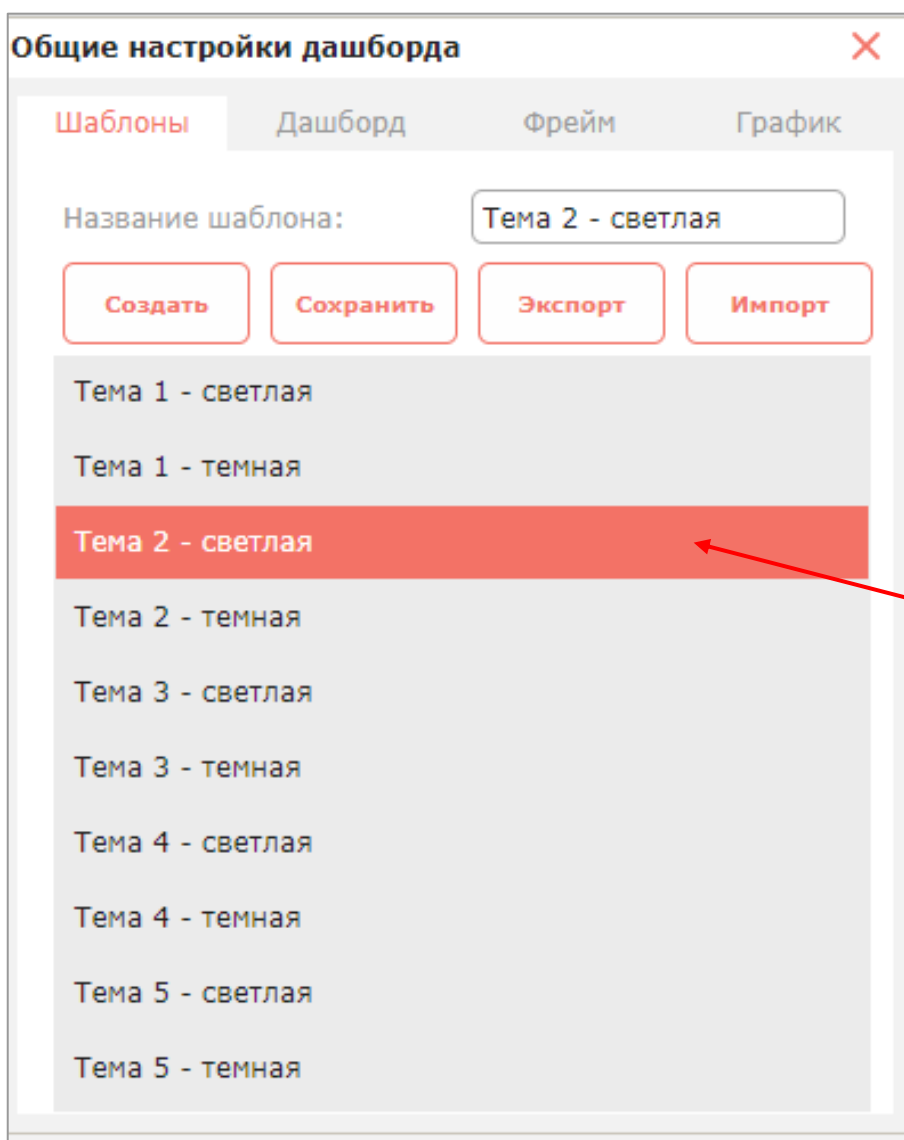 Общие настройки дашборда
Шаблоны Дашборд Фрейм График
Название шаблона: Тема 2 - светлая
Создать Сохранить Экспорт Импорт
Тема 1 - светлая
Тема 1 - темная
Тема 2 - светлая
Тема 2 - темная
Тема 3 - светлая
Тема 3 - темная
Тема 4 - светлая
Тема 4 - темная
Тема 5 - светлая
Тема 5 - темная